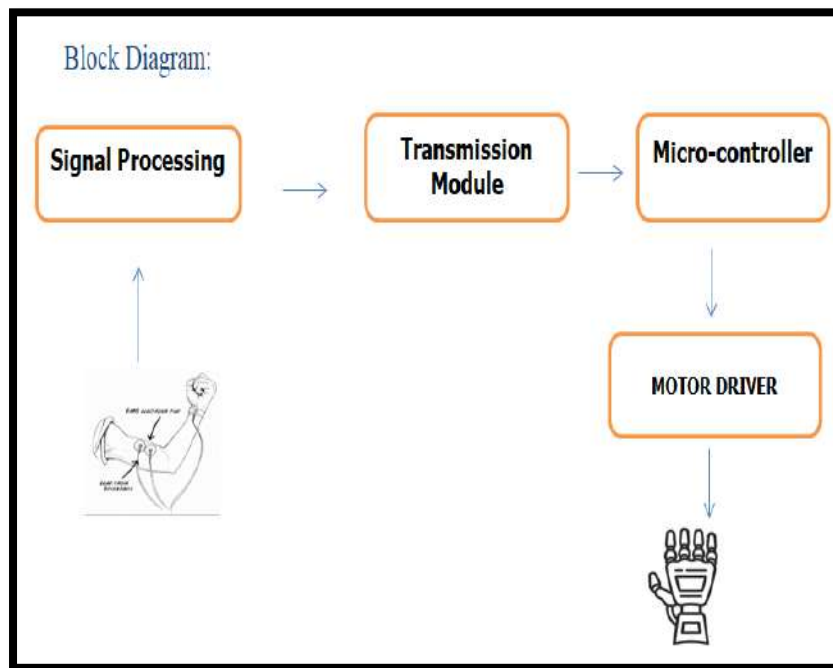 Block Diagram:
Signal Processing
Transmission
Module
Micro-controller
MOTOR DRIVER